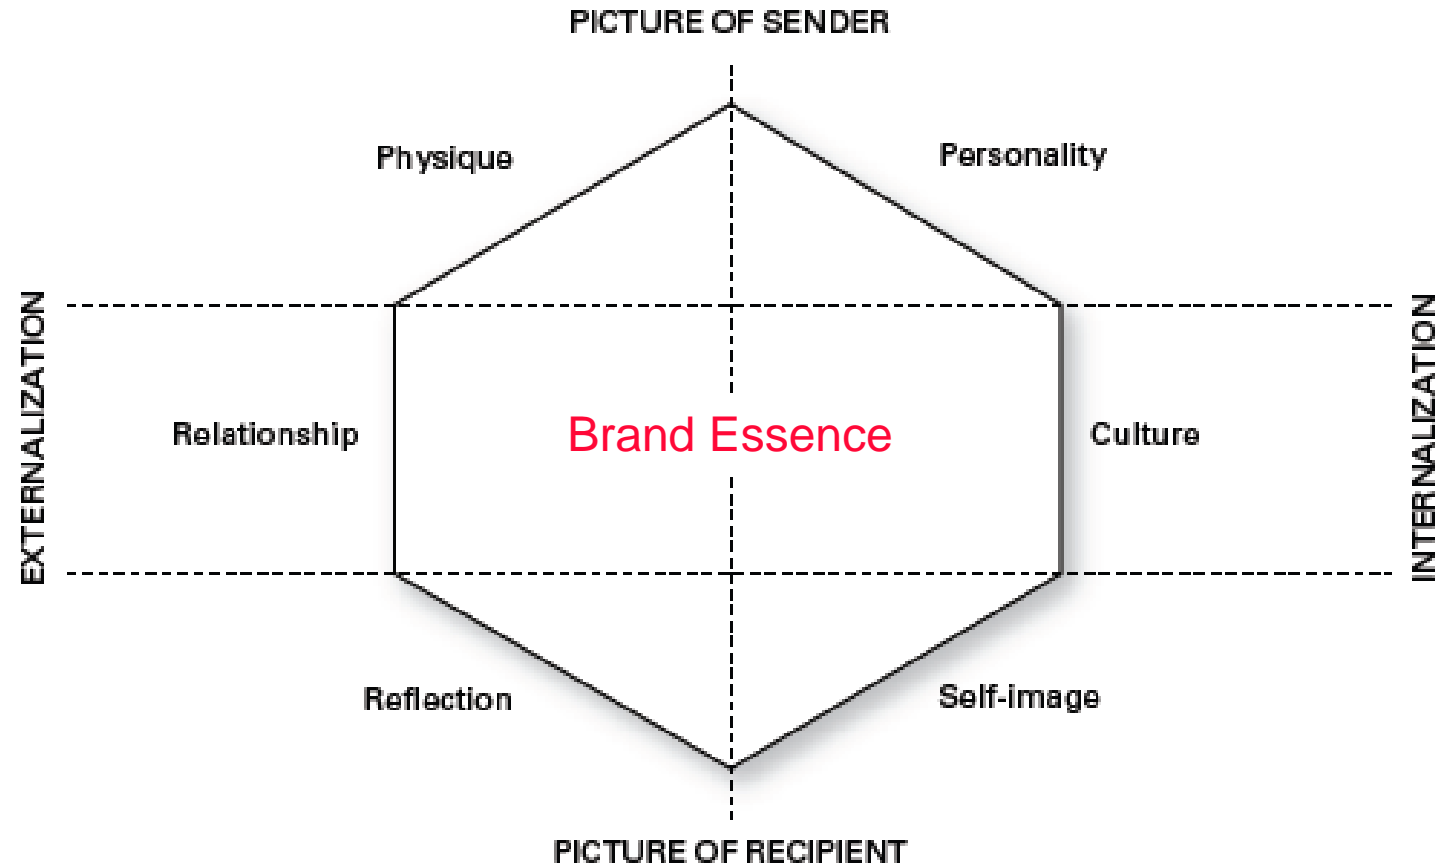 PICTURE OF SENDER
Physique
Personality
EXTERNALIZATION
INTERNALIZATION
Relationship
Brand Essence
Culture
Reflection
Self-image
PICTURE OF RECIPIENT